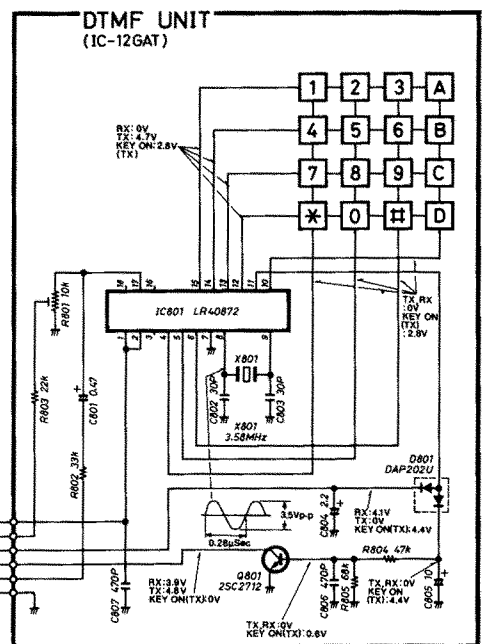 DTMF UNIT
(IC-12GAT)
1 2 3 A
4 5 6 B
7 8 9 C
* 0 # D
RX:0V
TX:4.7V
KEY ON:2.8V
(TX)
18 17 16 15 14 13 12 11 10
IC801 LR40872
1 2 3 4 5 6 7 8 9
R801 10k
R803 22k
C801 0.47
+
R802 33k
TX,RX
:0V
KEY ON
(TX)
:2.8V
X801
C802 30P
C803 30P
X801
3.58MHz
D801
DAP202U
3.5Vp-p
0.28μSec
C804 2.2
+
RX:4.1V
TX:0V
KEY ON(TX):4.4V
R804 47k
Q801
2SC2712
C807 470P
RX:3.9V
TX:4.8V
KEY ON(TX):0V
C806 470P
R805 68k
TX,RX:0V
KEY ON
(TX):4.4V
C805 10
+
TX,RX:0V
KEY ON(TX):0.6V